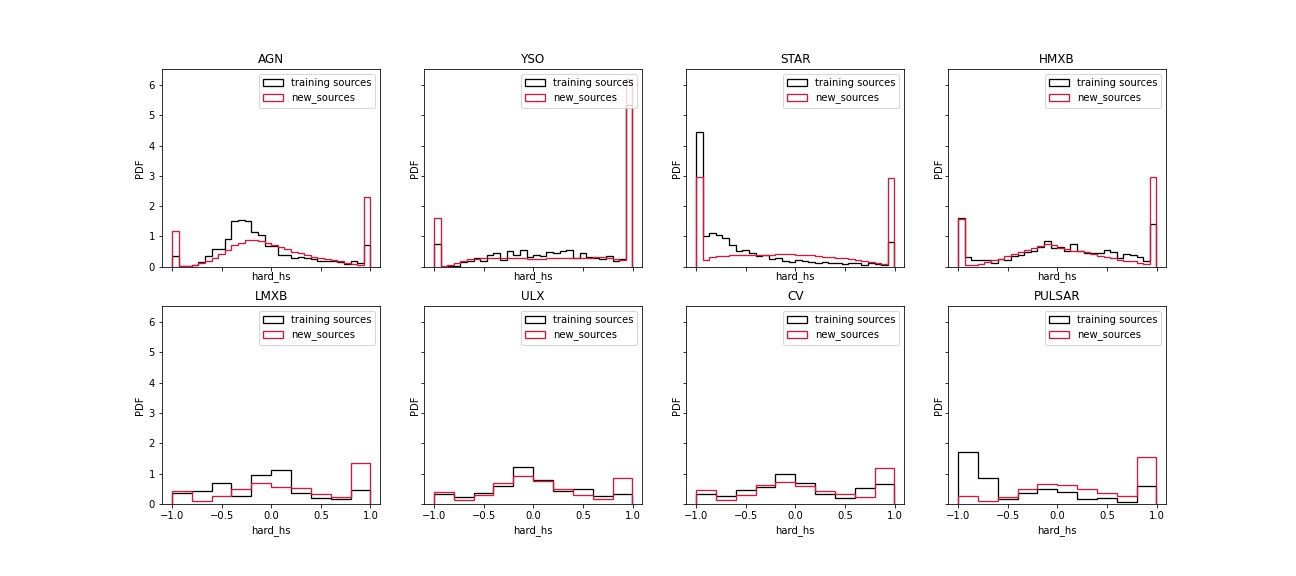 AGN
YSO
STAR
HMXB
training sources
new_sources
training sources
new_sources
training sources
new_sources
training sources
new_sources
6
5
4
3
2
1
0
PDF
PDF
PDF
PDF
hard_hs
hard_hs
hard_hs
hard_hs
LMXB
ULX
CV
PULSAR
training sources
new_sources
training sources
new_sources
training sources
new_sources
training sources
new_sources
6
5
4
3
2
1
0
PDF
PDF
PDF
PDF
−1.0 −0.5 0.0 0.5 1.0
−1.0 −0.5 0.0 0.5 1.0
−1.0 −0.5 0.0 0.5 1.0
−1.0 −0.5 0.0 0.5 1.0
hard_hs
hard_hs
hard_hs
hard_hs